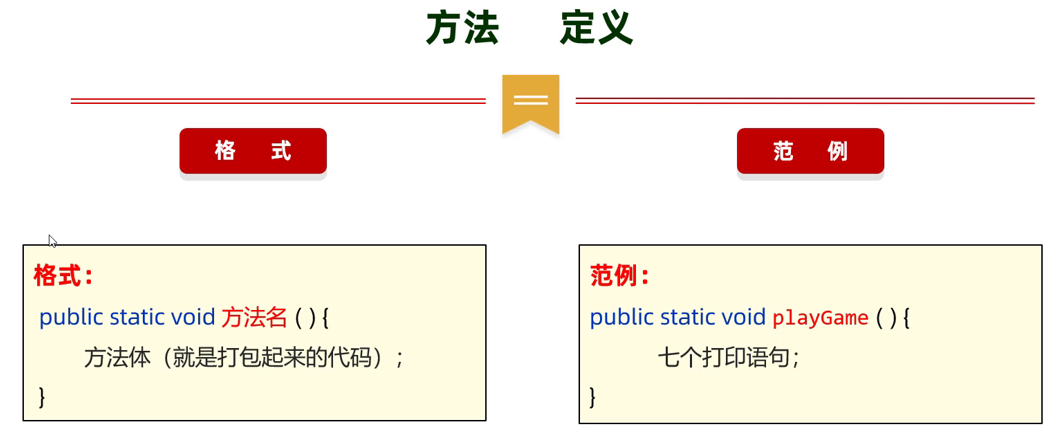 方法 定义
格 式
范 例
格式：
public static void 方法名 ( ) {
方法体（就是打包起来的代码）;
}
范例：
public static void playGame ( ) {
七个打印语句；
}